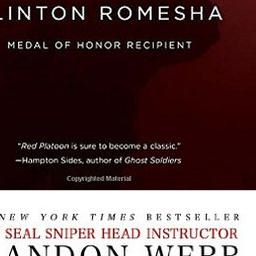 LINTON ROMESHA
MEDAL OF HONOR RECIPIENT
"Red Platoon is sure to become a classic."
—Hampton Sides, author of Ghost Soldiers
Copyrighted Material
NEW YORK TIMES BESTSELLER
SEAL SNIPER HEAD INSTRUCTOR
ANDON WEBB